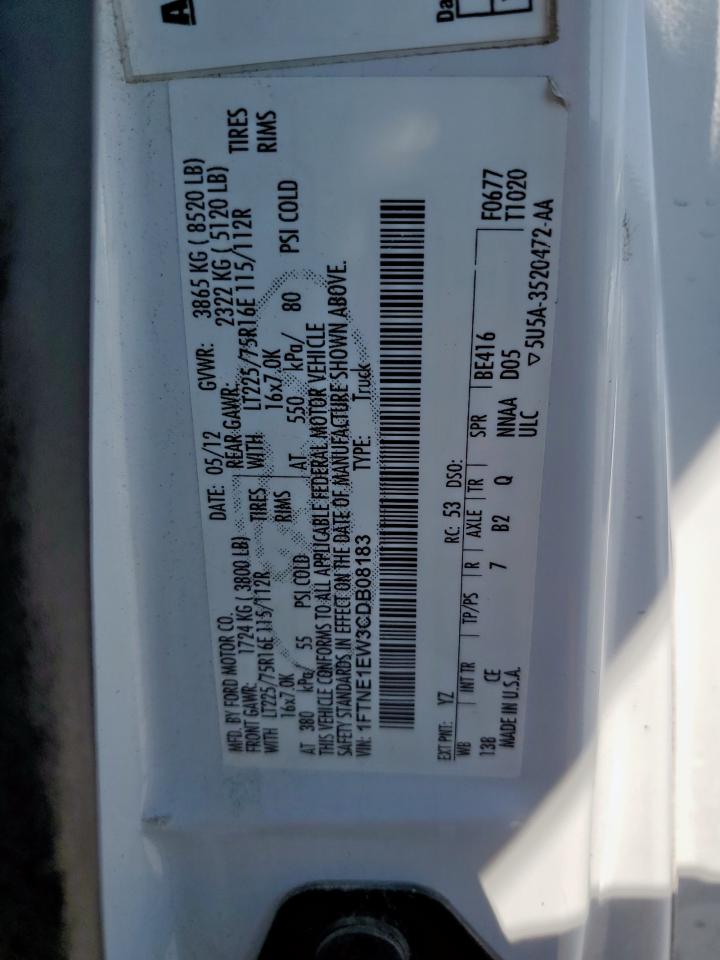 A
Da
MFD. BY FORD MOTOR CO. DATE: 05/12 GVWR: 3865 KG ( 8520 LB)
FRONT GAWR: 1724 KG ( 3800 LB) REAR GAWR: 2322 KG ( 5120 LB)
WITH LT225/75R16E 115/112R TIRES WITH LT225/75R16E 115/112R TIRES
16x7.0K RIMS 16x7.0K RIMS
AT 380 kPa/ 55 PSI COLD AT 550 kPa/ 80 PSI COLD
THIS VEHICLE CONFORMS TO ALL APPLICABLE FEDERAL MOTOR VEHICLE
SAFETY STANDARDS IN EFFECT ON THE DATE OF MANUFACTURE SHOWN ABOVE.
VIN: 1FTNE1EW3CDB08183 TYPE: Truck
EXT PNT: YZ RC: 53 DSO: BE416 F0677
WB INT TR TP/PS R AXLE TR SPR D05 T1020
138 CE 7 B2 Q NNAA
MADE IN U.S.A. ULC ▽5U5A-3520472-AA